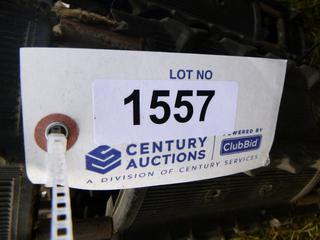 LOT NO
1557
CENTURY AUCTIONS
POWERED BY
ClubBid
A DIVISION OF CENTURY SERVICES